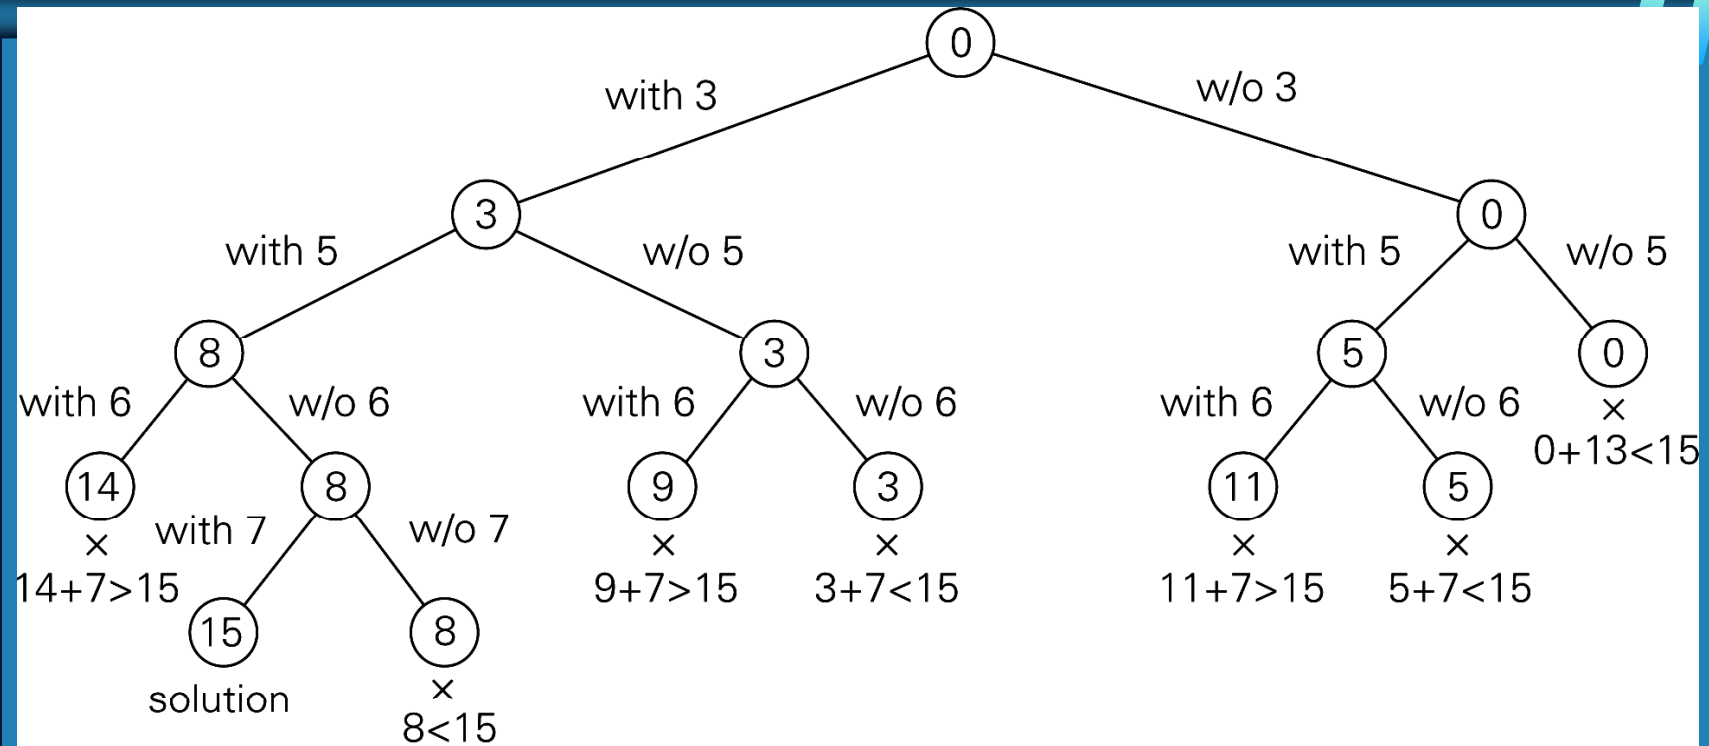 0
with 3
w/o 3
3
0
with 5
w/o 5
with 5
w/o 5
8
3
5
0
with 6
w/o 6
with 6
w/o 6
with 6
w/o 6
×
0+13<15
14
8
9
3
11
5
with 7
w/o 7
×
×
×
×
×
14+7>15
9+7>15
3+7<15
11+7>15
5+7<15
15
8
solution
×
8<15